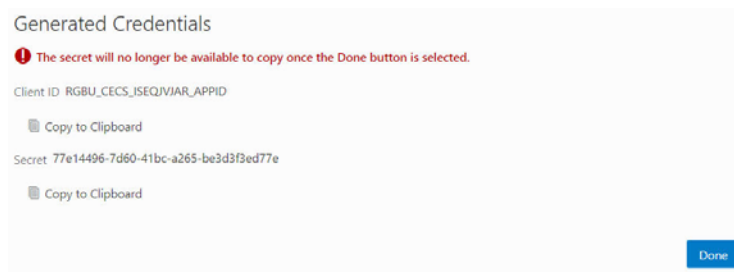 Generated Credentials
The secret will no longer be available to copy once the Done button is selected.
Client ID RGBU_CECS_ISEQJVJAR_APPID
Copy to Clipboard
Secret 77e14496-7d60-41bc-a265-be3d3f3ed77e
Copy to Clipboard
Done